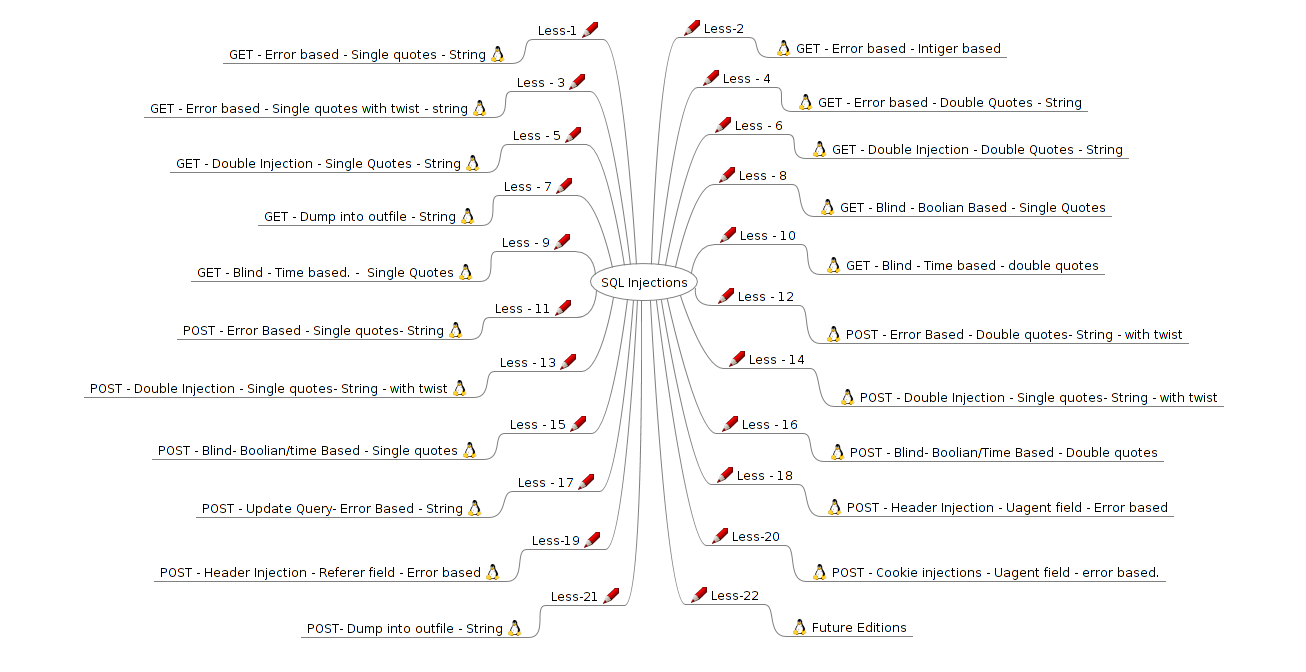 Less-1
GET - Error based - Single quotes - String
Less - 3
GET - Error based - Single quotes with twist - string
Less - 5
GET - Double Injection - Single Quotes - String
Less - 7
GET - Dump into outfile - String
Less - 9
GET - Blind - Time based. -  Single Quotes
Less - 11
POST - Error Based - Single quotes- String
Less - 13
POST - Double Injection - Single quotes- String - with twist
Less - 15
POST - Blind- Boolian/time Based - Single quotes
Less - 17
POST - Update Query- Error Based - String
Less-19
POST - Header Injection - Referer field - Error based
Less-21
POST- Dump into outfile - String
SQL Injections
Less-2
GET - Error based - Intiger based
Less - 4
GET - Error based - Double Quotes - String
Less - 6
GET - Double Injection - Double Quotes - String
Less - 8
GET - Blind - Boolian Based - Single Quotes
Less - 10
GET - Blind - Time based - double quotes
Less - 12
POST - Error Based - Double quotes- String - with twist
Less - 14
POST - Double Injection - Single quotes- String - with twist
Less - 16
POST - Blind- Boolian/Time Based - Double quotes
Less - 18
POST - Header Injection - Uagent field - Error based
Less-20
POST - Cookie injections - Uagent field - error based.
Less-22
Future Editions